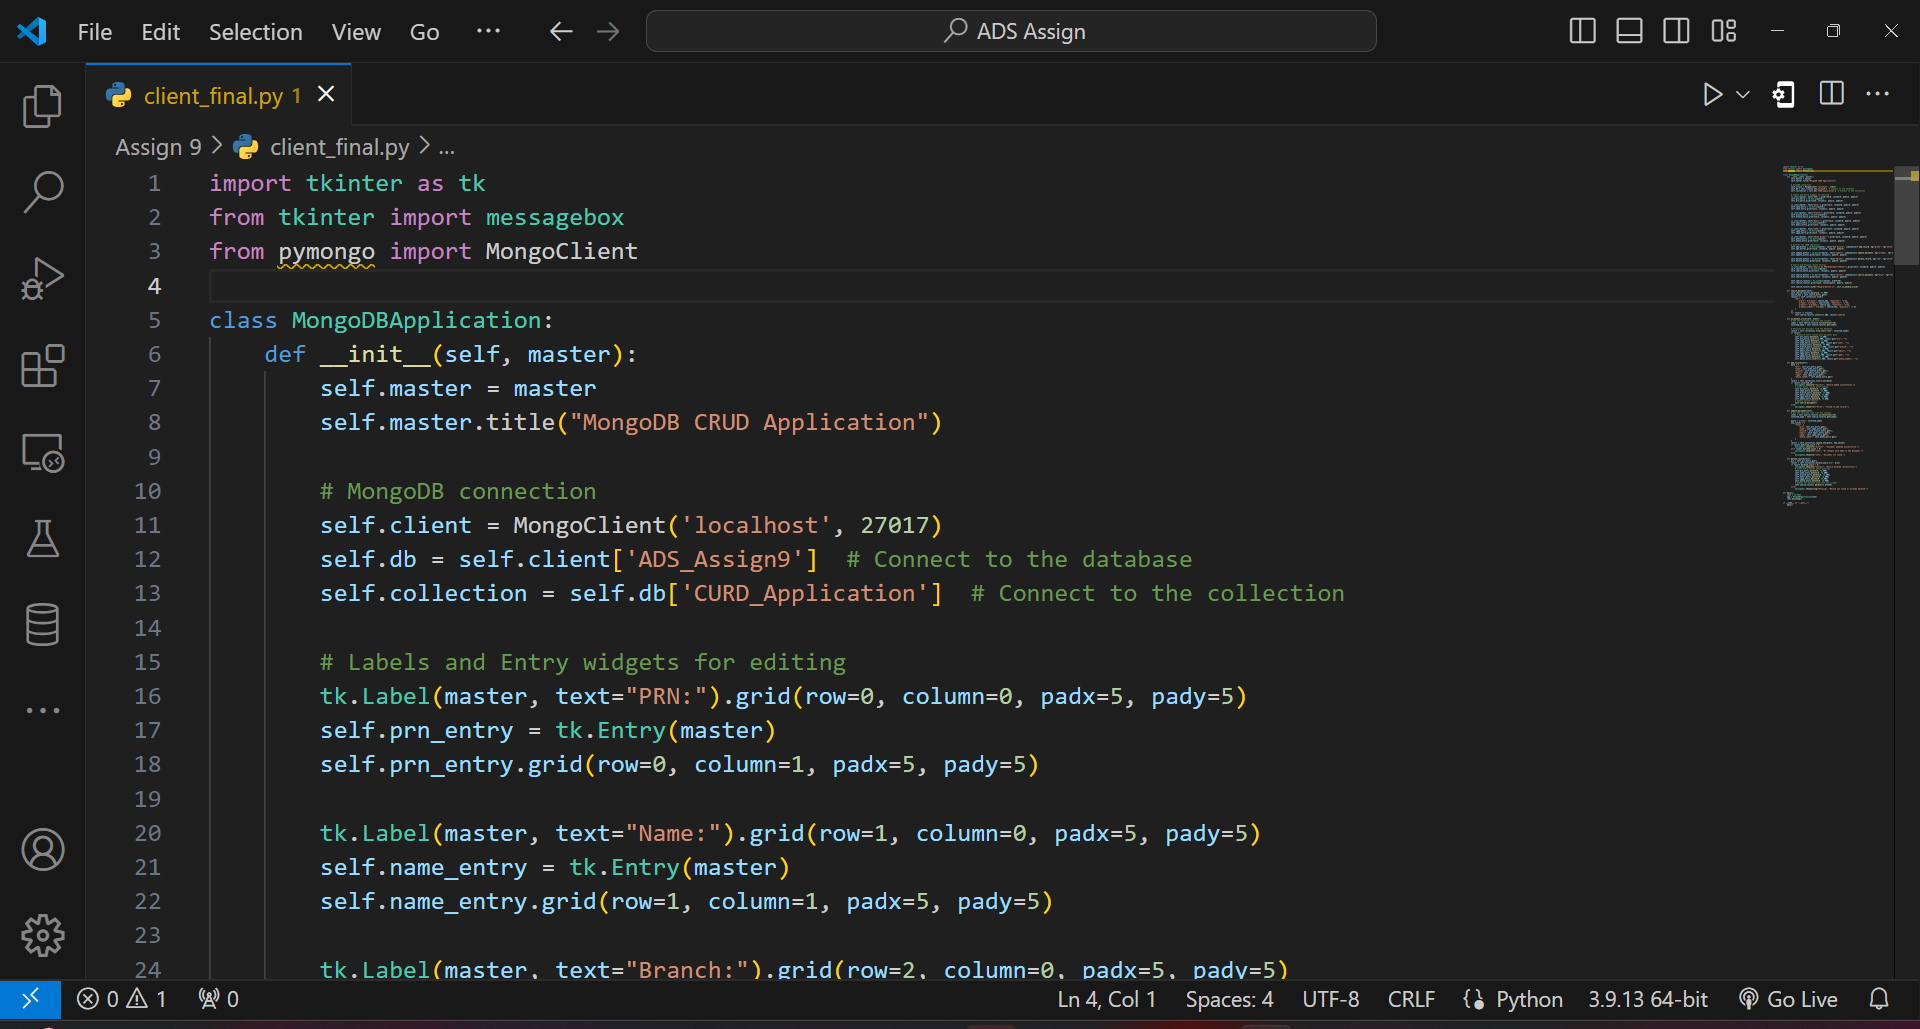 File Edit Selection View Go ··· ADS Assign
client_final.py 1
Assign 9 > client_final.py > ...
1 import tkinter as tk
2 from tkinter import messagebox
3 from pymongo import MongoClient
4
5 class MongoDBApplication:
6 def __init__(self, master):
7 self.master = master
8 self.master.title("MongoDB CRUD Application")
9
10 # MongoDB connection
11 self.client = MongoClient('localhost', 27017)
12 self.db = self.client['ADS_Assign9'] # Connect to the database
13 self.collection = self.db['CURD_Application'] # Connect to the collection
14
15 # Labels and Entry widgets for editing
16 tk.Label(master, text="PRN:").grid(row=0, column=0, padx=5, pady=5)
17 self.prn_entry = tk.Entry(master)
18 self.prn_entry.grid(row=0, column=1, padx=5, pady=5)
19
20 tk.Label(master, text="Name:").grid(row=1, column=0, padx=5, pady=5)
21 self.name_entry = tk.Entry(master)
22 self.name_entry.grid(row=1, column=1, padx=5, pady=5)
23
24 tk.Label(master, text="Branch:").grid(row=2, column=0, padx=5, pady=5)
0 1 0 Ln 4, Col 1 Spaces: 4 UTF-8 CRLF Python 3.9.13 64-bit Go Live